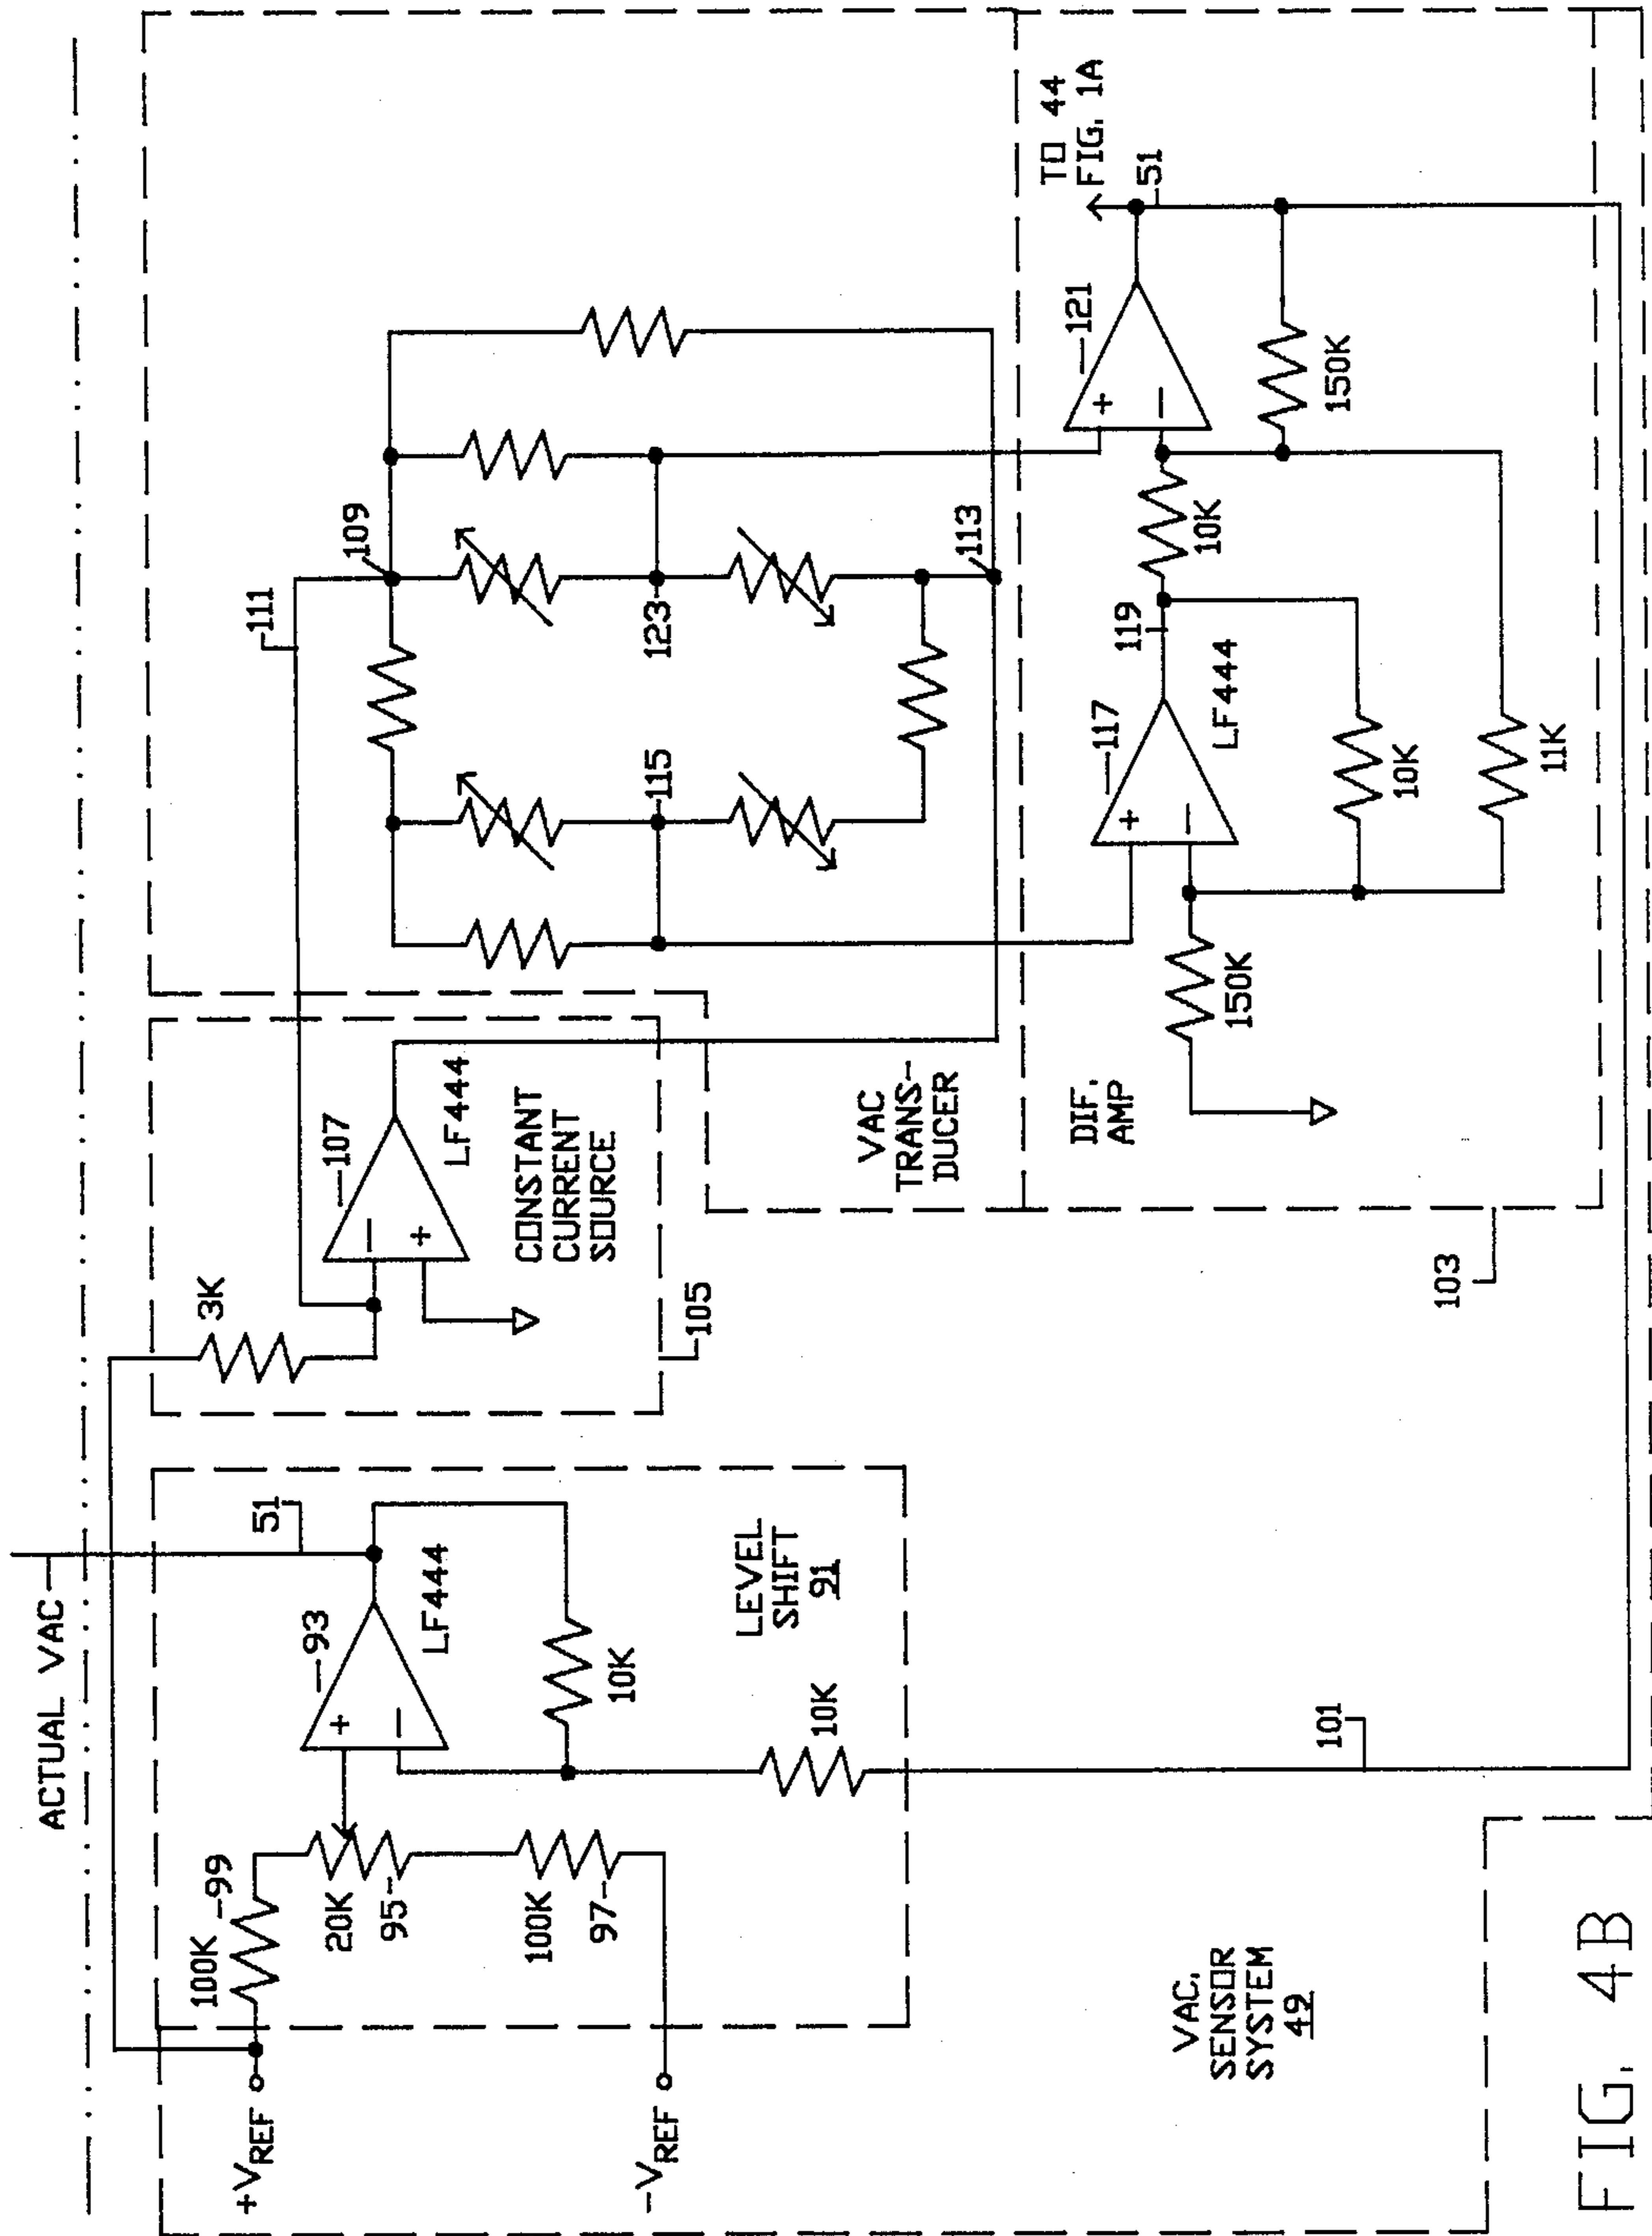 ACTUAL VAC
+VREF
100K
99
20K
95
100K
97
-VREF
93
LF444
51
10K
10K
LEVEL
SHIFT
91
101
3K
107
LF444
CONSTANT
CURRENT
SOURCE
105
111
109
115
123
113
VAC
TRANS-
DUCER
DIF.
AMP
150K
117
LF444
119
10K
11K
10K
121
150K
51
TO 44
FIG. 1A
103
VAC.
SENSOR
SYSTEM
49
FIG. 4B
+
-
-
+
+
-
+
-